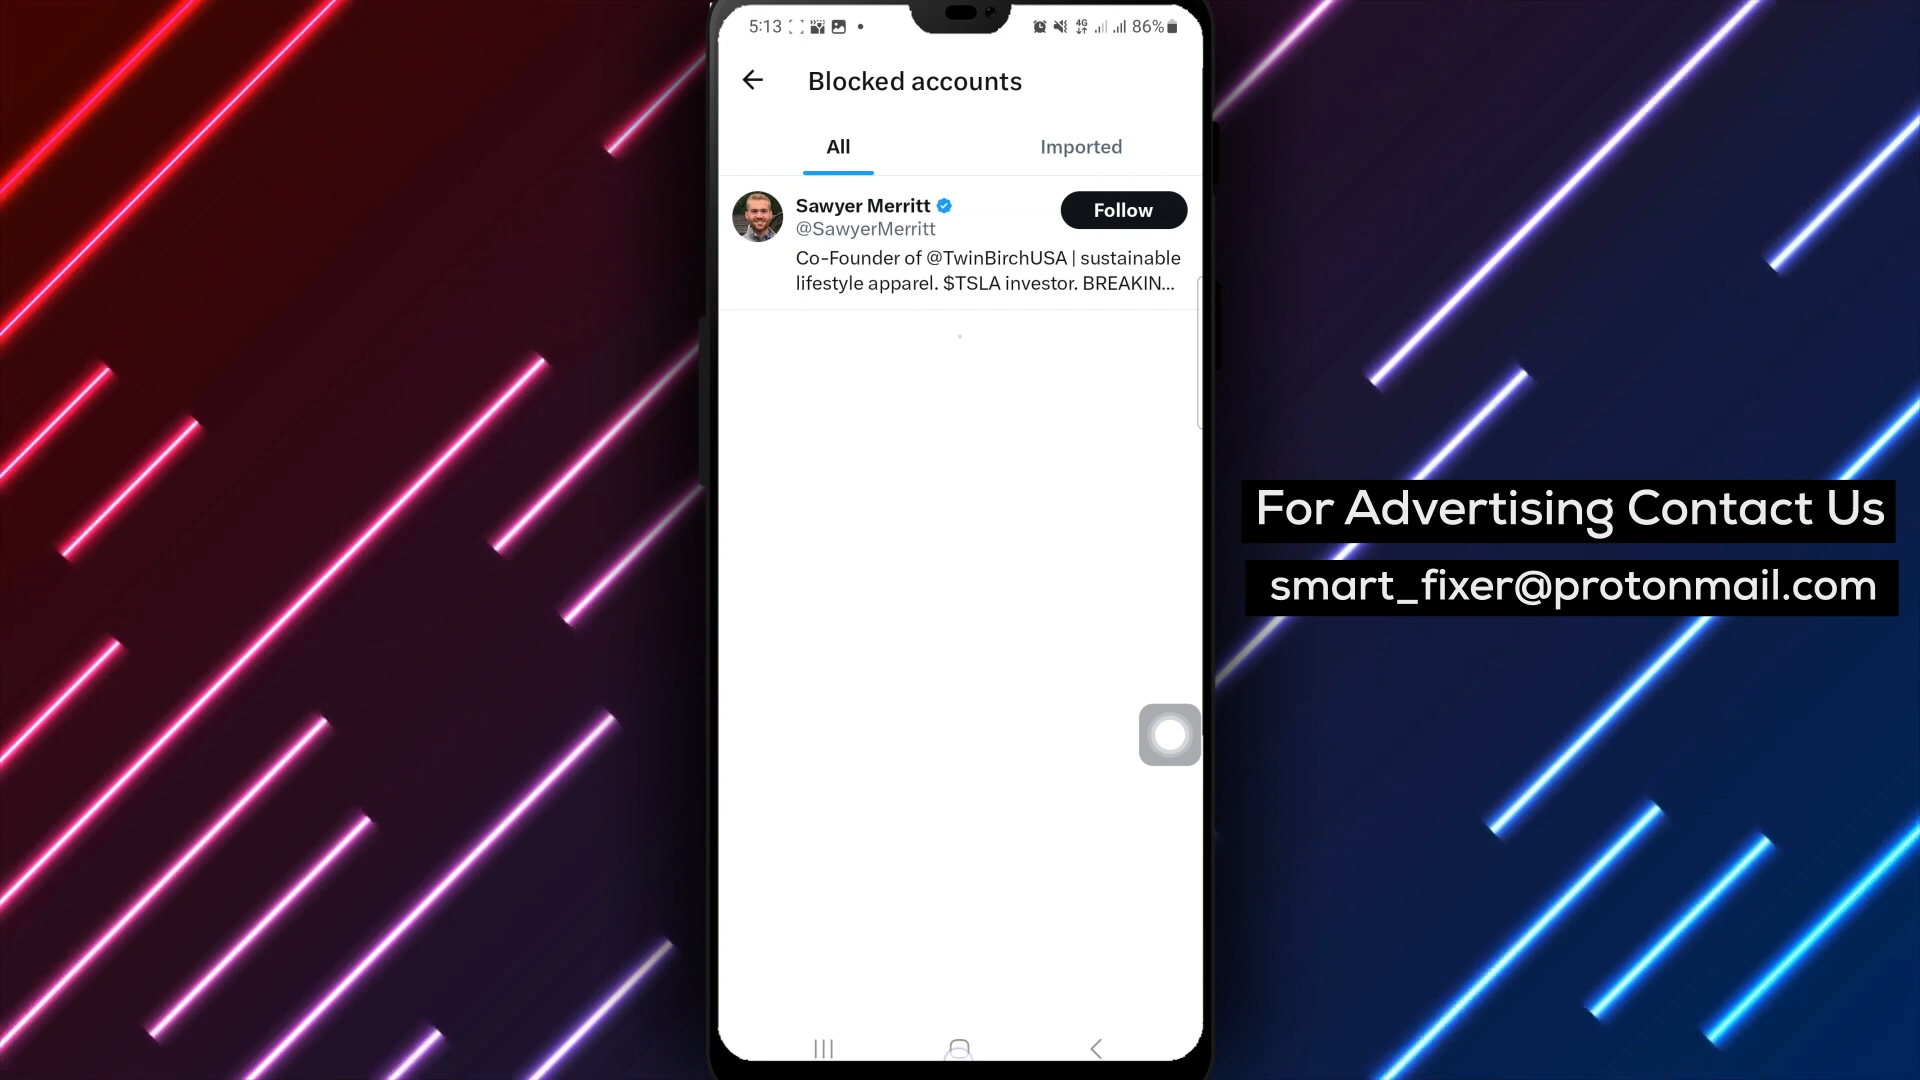 5:13
4G 86%
Blocked accounts
All
Imported
Sawyer Merritt
Follow
@SawyerMerritt
Co-Founder of @TwinBirchUSA | sustainable
lifestyle apparel. $TSLA investor. BREAKIN...
For Advertising Contact Us
smart_fixer@protonmail.com